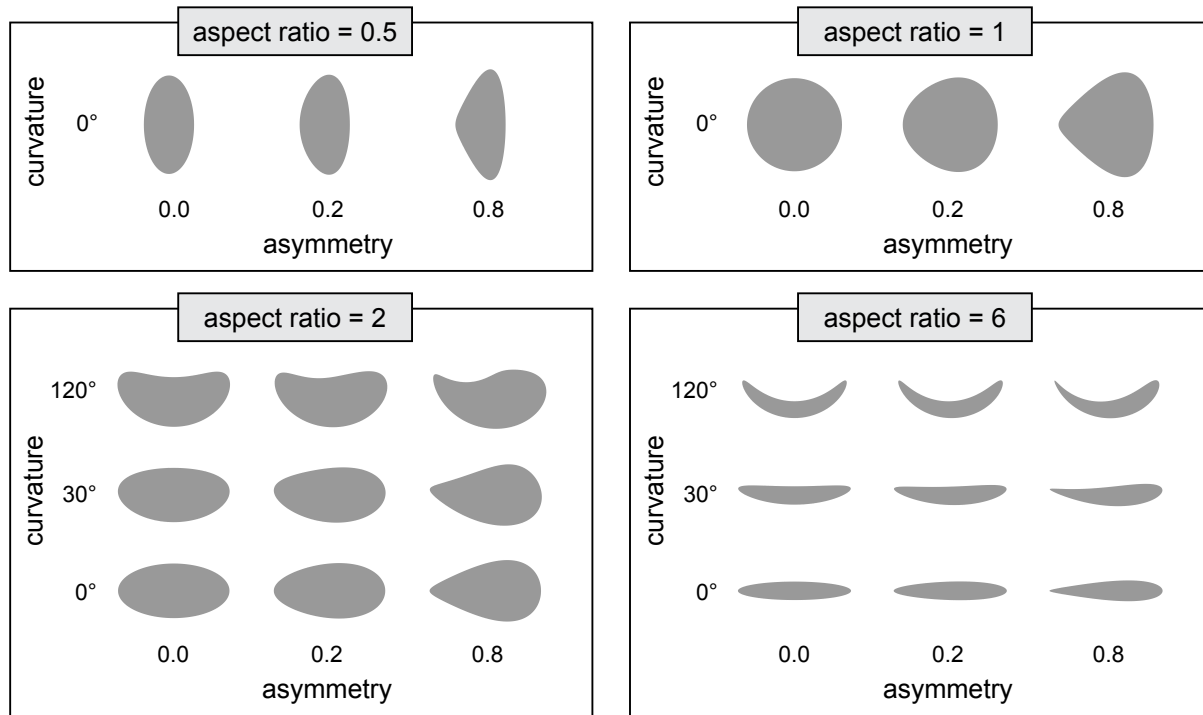 aspect ratio = 0.5
curvature
0°
0.0 0.2 0.8
asymmetry
aspect ratio = 1
curvature
0°
0.0 0.2 0.8
asymmetry
aspect ratio = 2
120°
curvature
30°
0°
0.0 0.2 0.8
asymmetry
aspect ratio = 6
120°
curvature
30°
0°
0.0 0.2 0.8
asymmetry